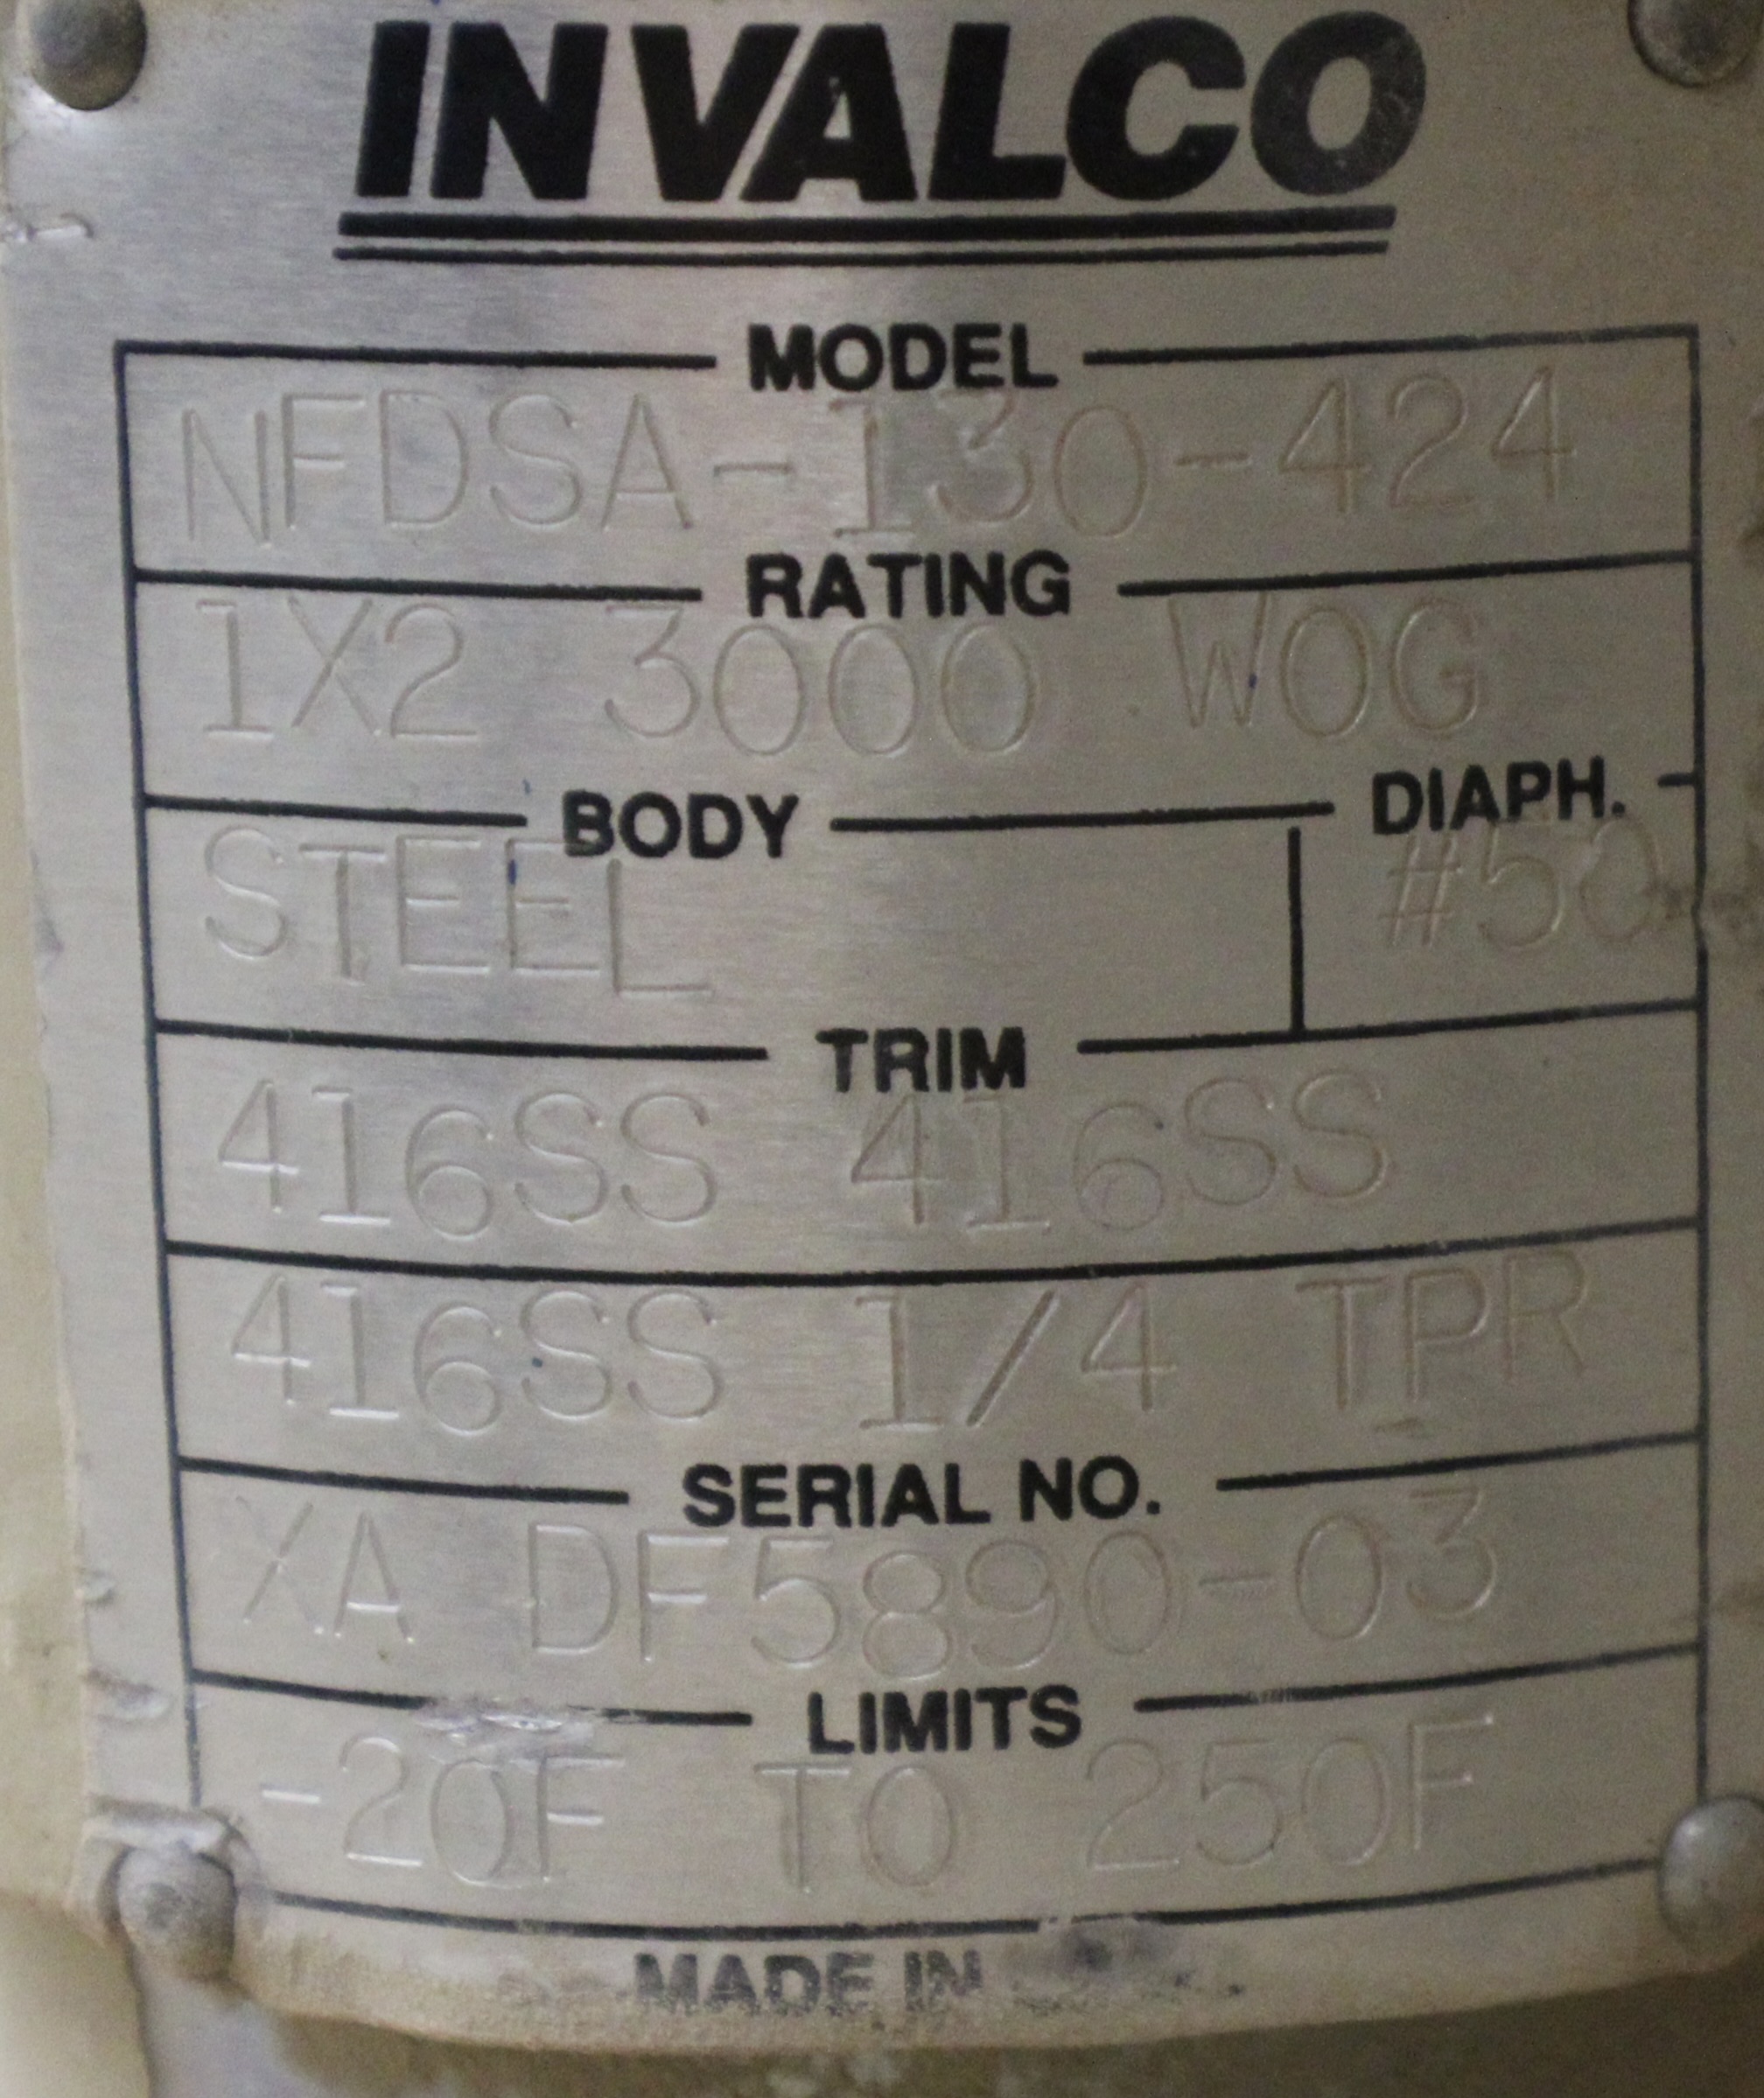 INVALCO
MODEL
NFDSA-130-424
RATING
1X2 3000 WOG
BODY DIAPH.
STEEL #50
TRIM
416SS 416SS
416SS 1/4 TPR
SERIAL NO.
XA DF5890-03
LIMITS
-20F TO 250F
MADE IN